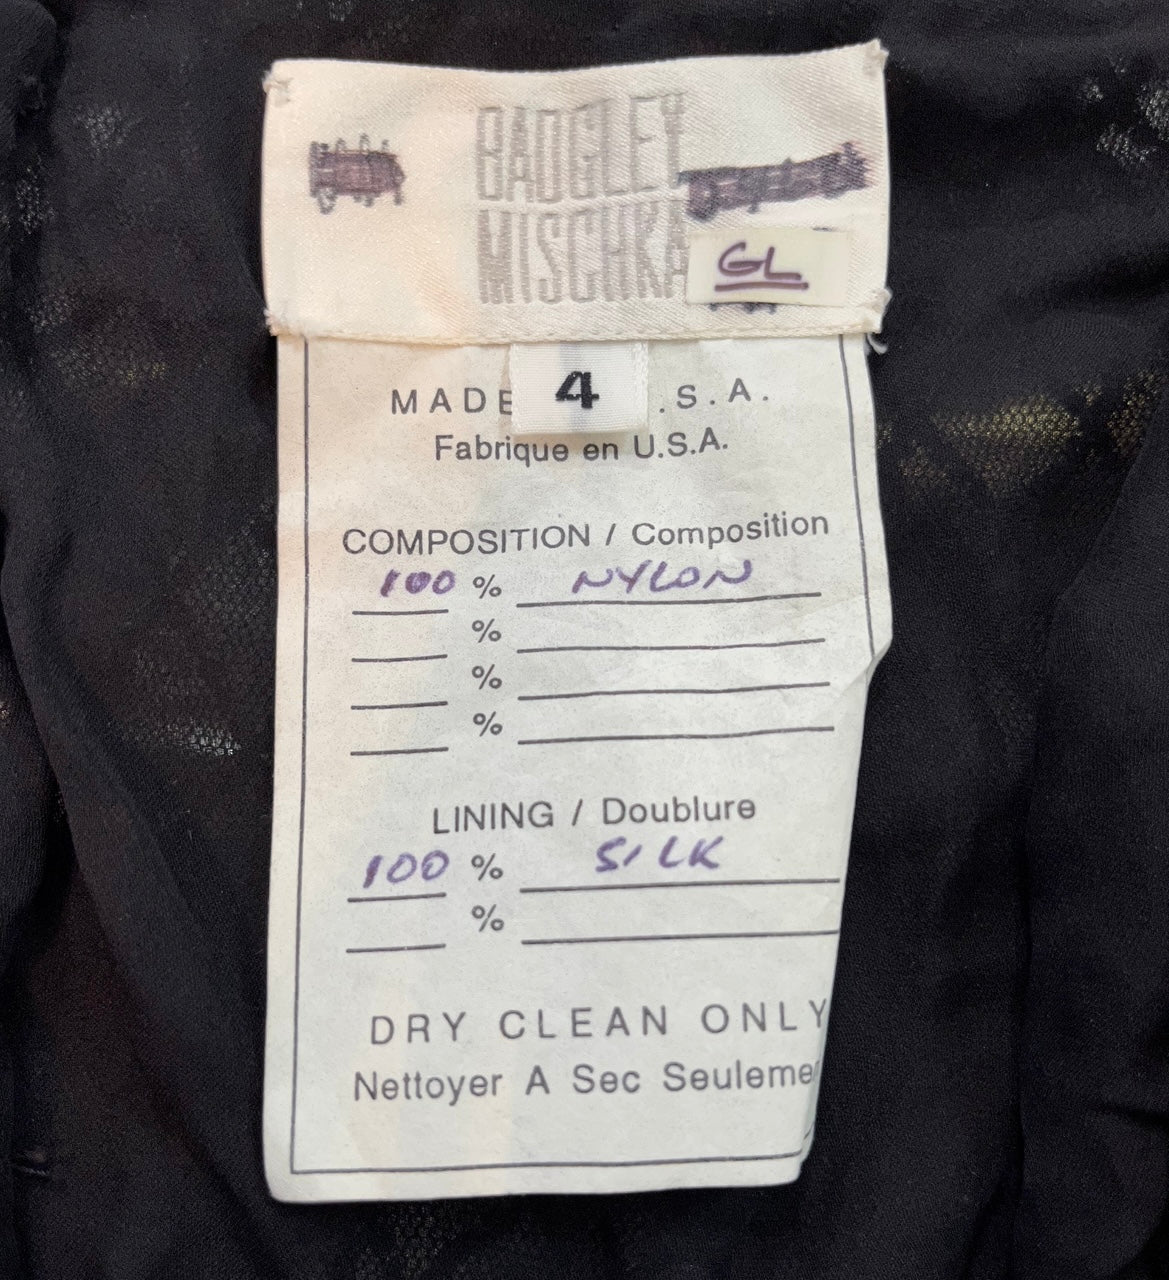 BADGLEY
MISCHKA
GL
4
MADE .S.A.
Fabrique en U.S.A.
COMPOSITION / Composition
100 % NYLON
%
%
%
LINING / Doublure
100 % SILK
%
DRY CLEAN ONLY
Nettoyer A Sec Seuleme